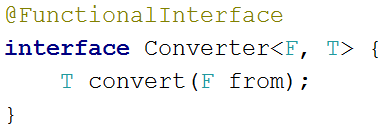 @FunctionalInterface
interface Converter<F, T> {
    T convert(F from);
}